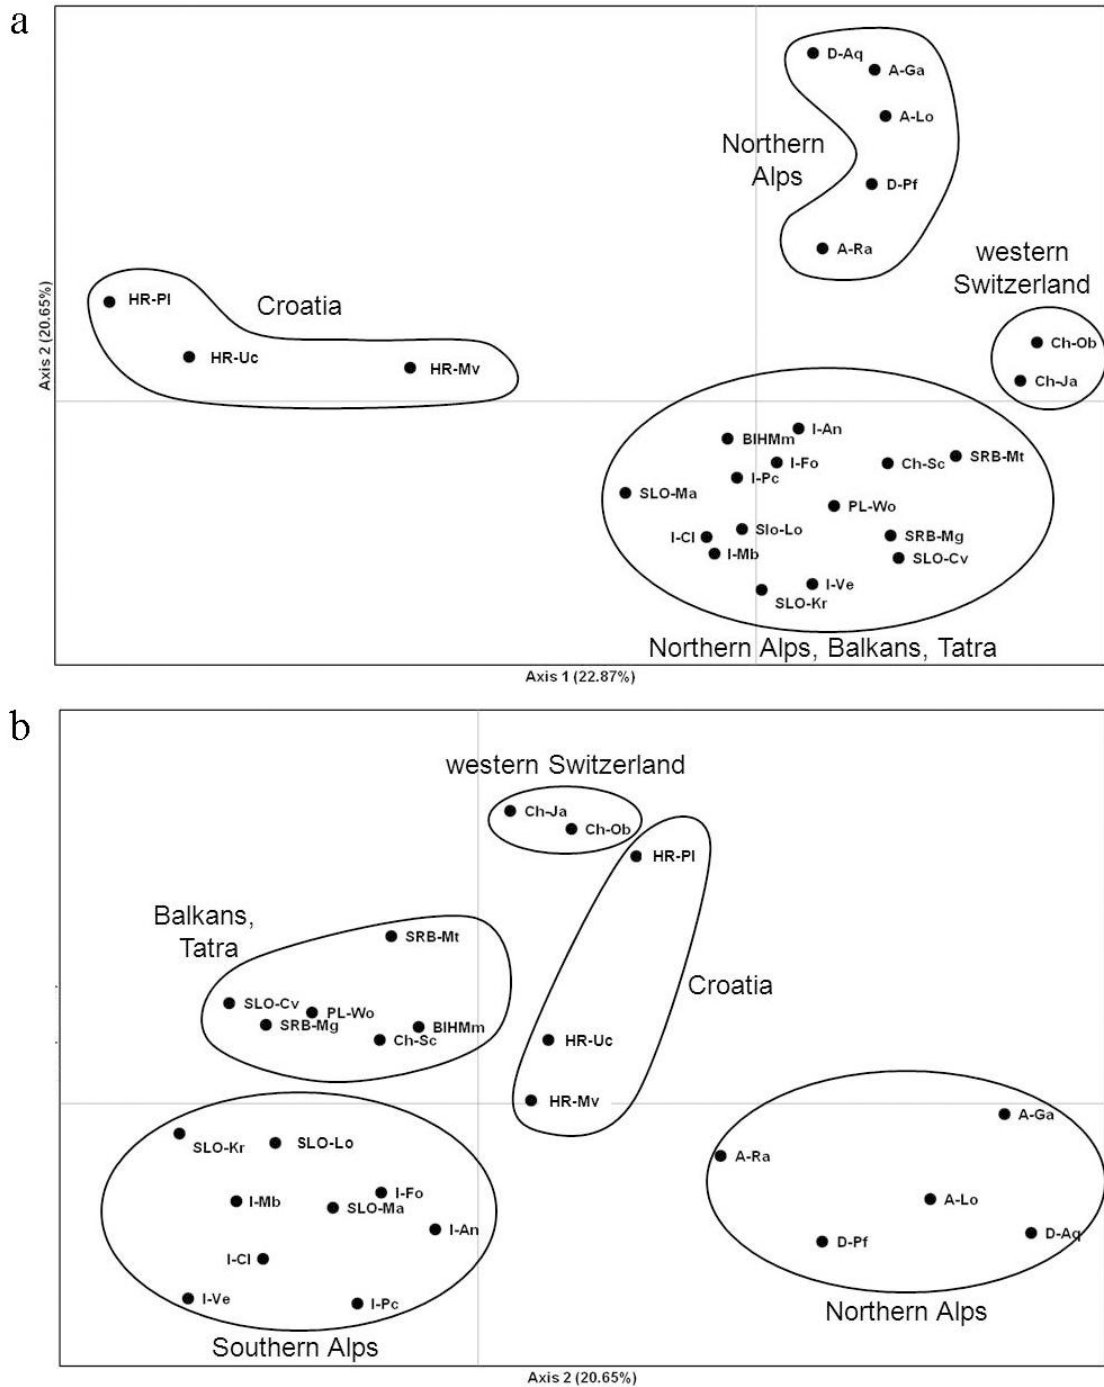 a
D-Aq
A-Ga
A-Lo
Northern
Alps
D-Pf
A-Ra
western
Switzerland
HR-Pl
Croatia
Ch-Ob
HR-Uc
HR-Mv
Ch-Ja
Axis 2 (20.65%)
I-An
BIHMm
I-Fo
Ch-Sc
SRB-Mt
I-Pc
SLO-Ma
PL-Wo
Slo-Lo
I-Cl
SRB-Mg
I-Mb
SLO-Cv
I-Ve
SLO-Kr
Northern Alps, Balkans, Tatra
Axis 1 (22.87%)
b
western Switzerland
Ch-Ja
Ch-Ob
HR-Pl
Balkans,
Tatra
SRB-Mt
Croatia
SLO-Cv
PL-Wo
SRB-Mg
BIHMm
Ch-Sc
HR-Uc
HR-Mv
A-Ga
SLO-Kr
SLO-Lo
A-Ra
I-Fo
I-Mb
SLO-Ma
A-Lo
I-An
D-Aq
D-Pf
I-Cl
I-Ve
I-Pc
Northern Alps
Southern Alps
Axis 2 (20.65%)